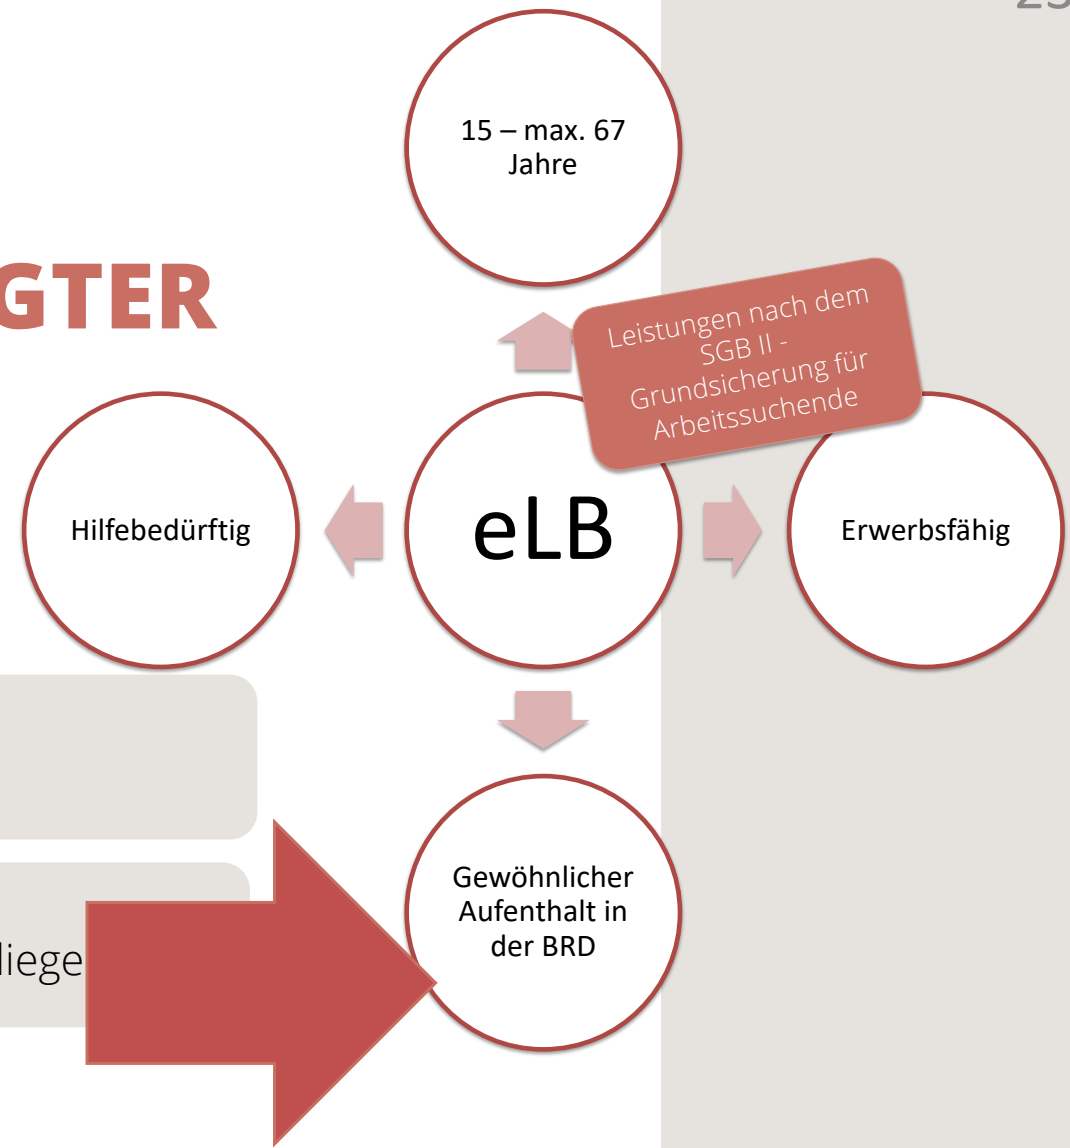 15 – max. 67
Jahre
GTER
Leistungen nach dem
SGB II -
Grundsicherung für
Arbeitssuchende
Hilfebedürftig
eLB
Erwerbsfähig
Gewöhnlicher
Aufenthalt in
der BRD
liege